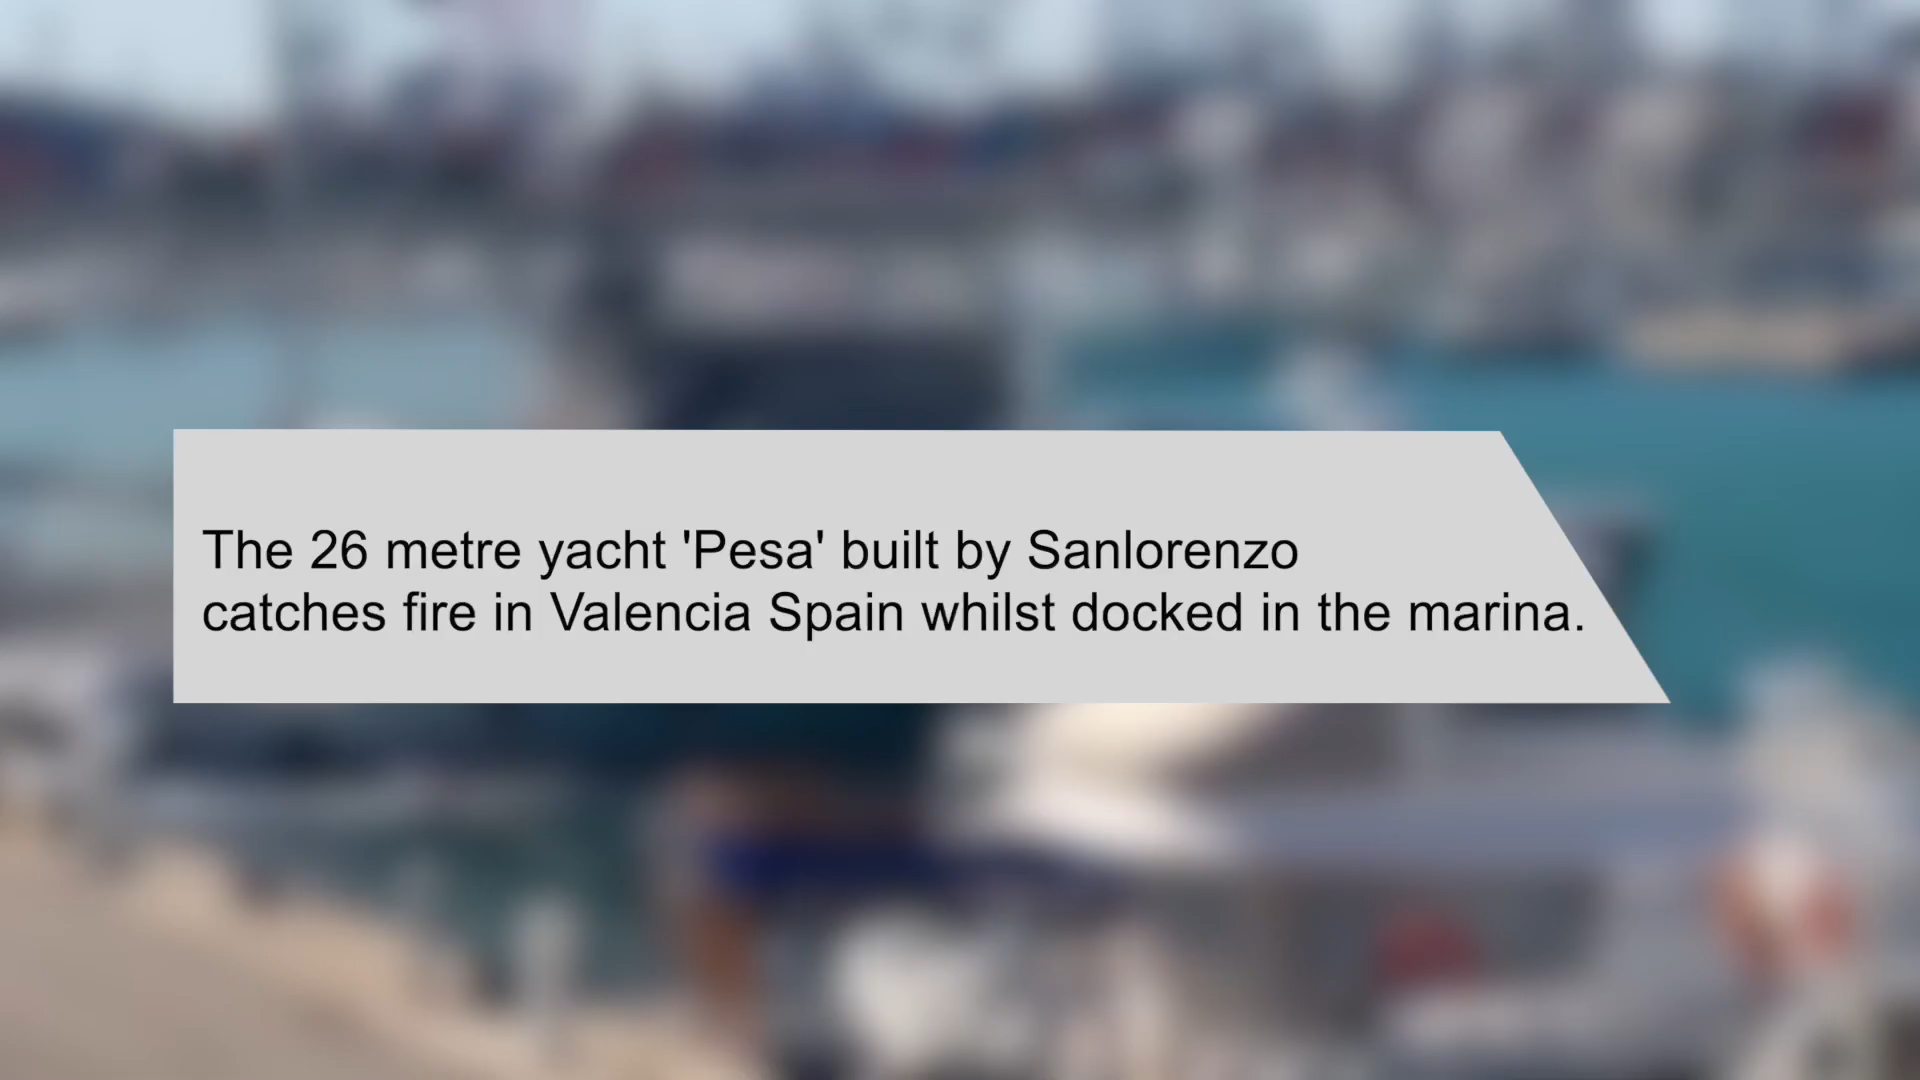 The 26 metre yacht 'Pesa' built by Sanlorenzo
catches fire in Valencia Spain whilst docked in the marina.